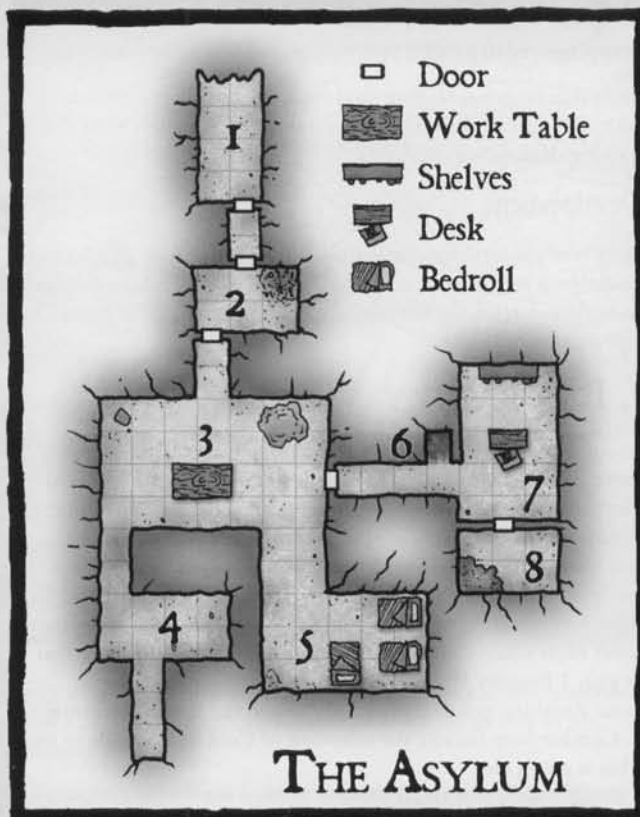 Door
Work Table
Shelves
Desk
Bedroll
1
2
3
6
7
8
4
5
THE ASYLUM